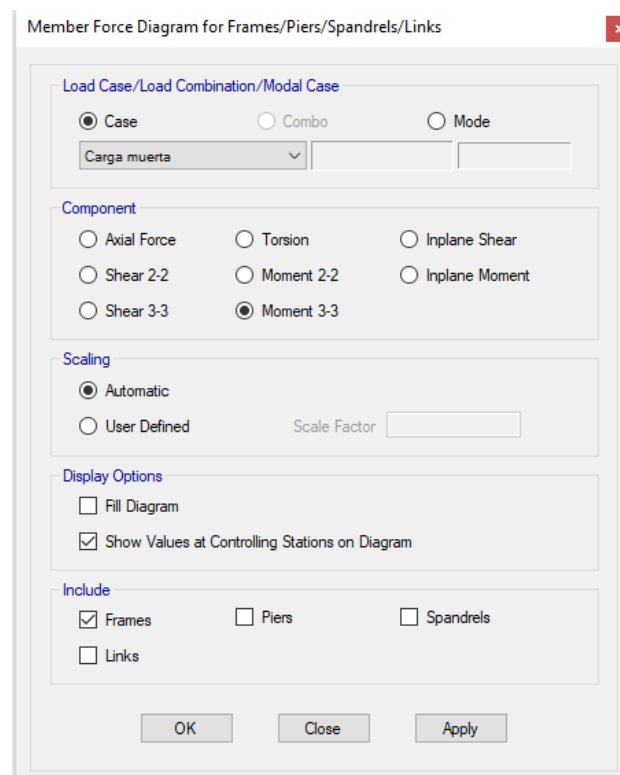 Member Force Diagram for Frames/Piers/Spandrels/Links
Load Case/Load Combination/Modal Case
Case Combo Mode
Carga muerta
Component
Axial Force Torsion Inplane Shear
Shear 2-2 Moment 2-2 Inplane Moment
Shear 3-3 Moment 3-3
Scaling
Automatic
User Defined Scale Factor
Display Options
Fill Diagram
Show Values at Controlling Stations on Diagram
Include
Frames Piers Spandrels
Links
OK Close Apply